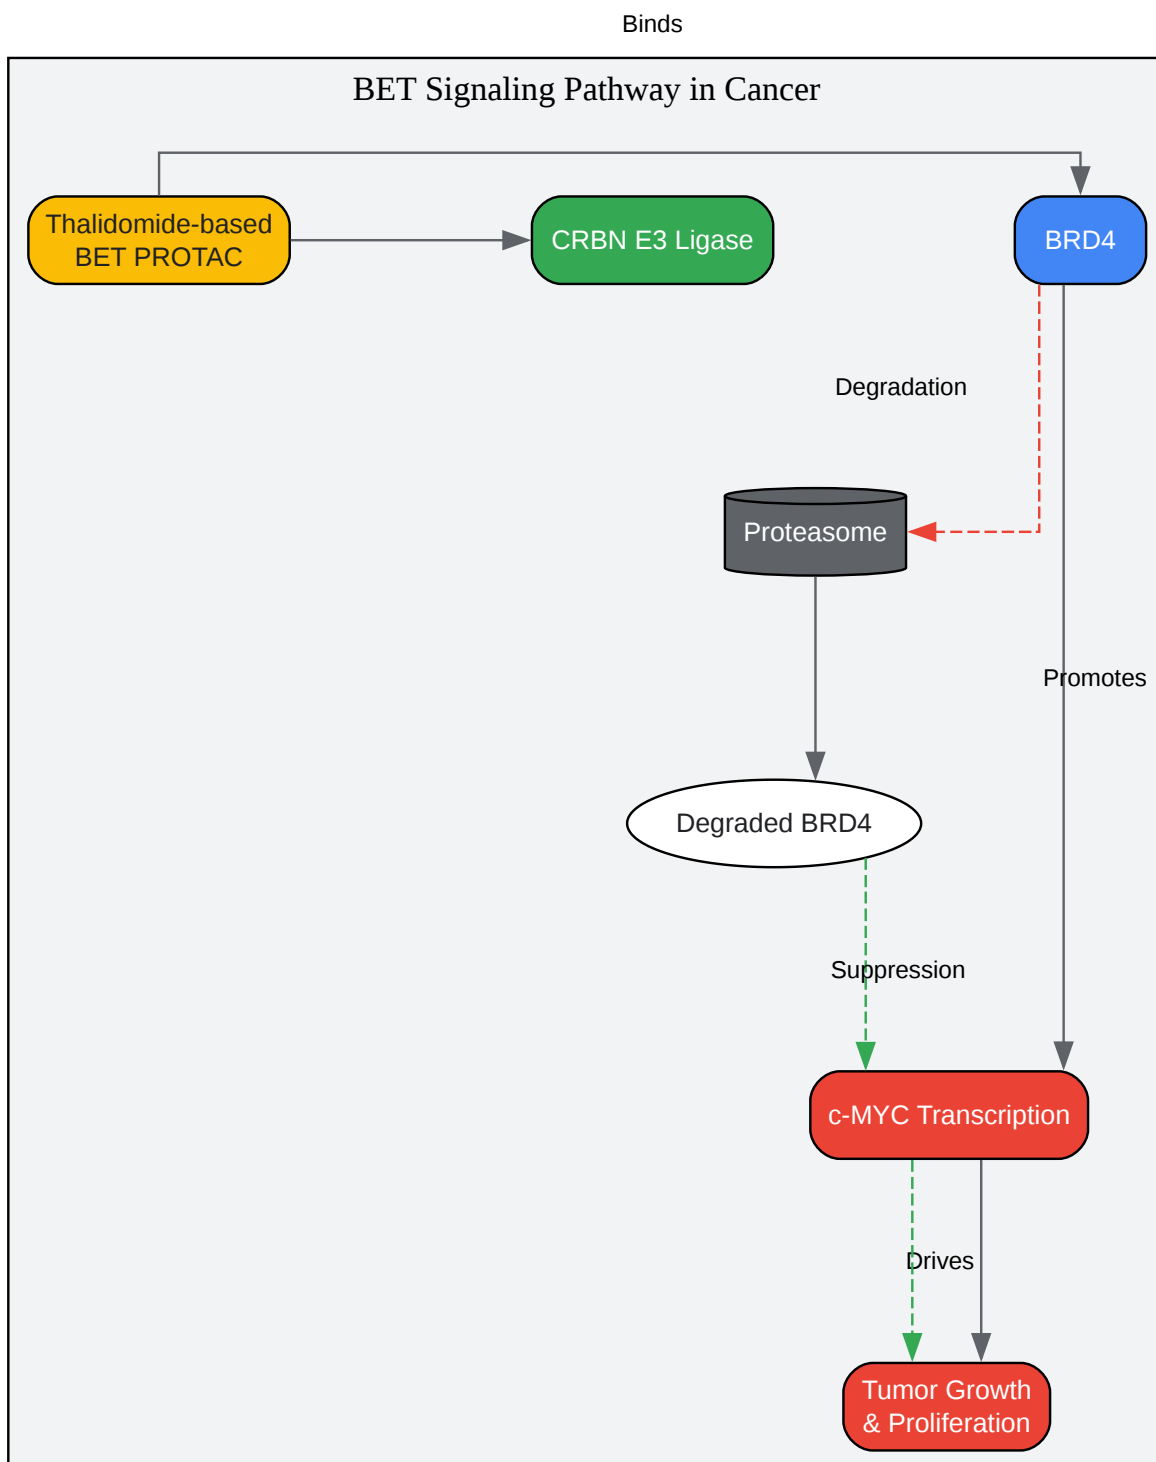 Binds
BET Signaling Pathway in Cancer
Thalidomide-based
BET PROTAC
CRBN E3 Ligase
BRD4
Degradation
Proteasome
Promotes
Degraded BRD4
Suppression
c-MYC Transcription
Drives
Tumor Growth
& Proliferation